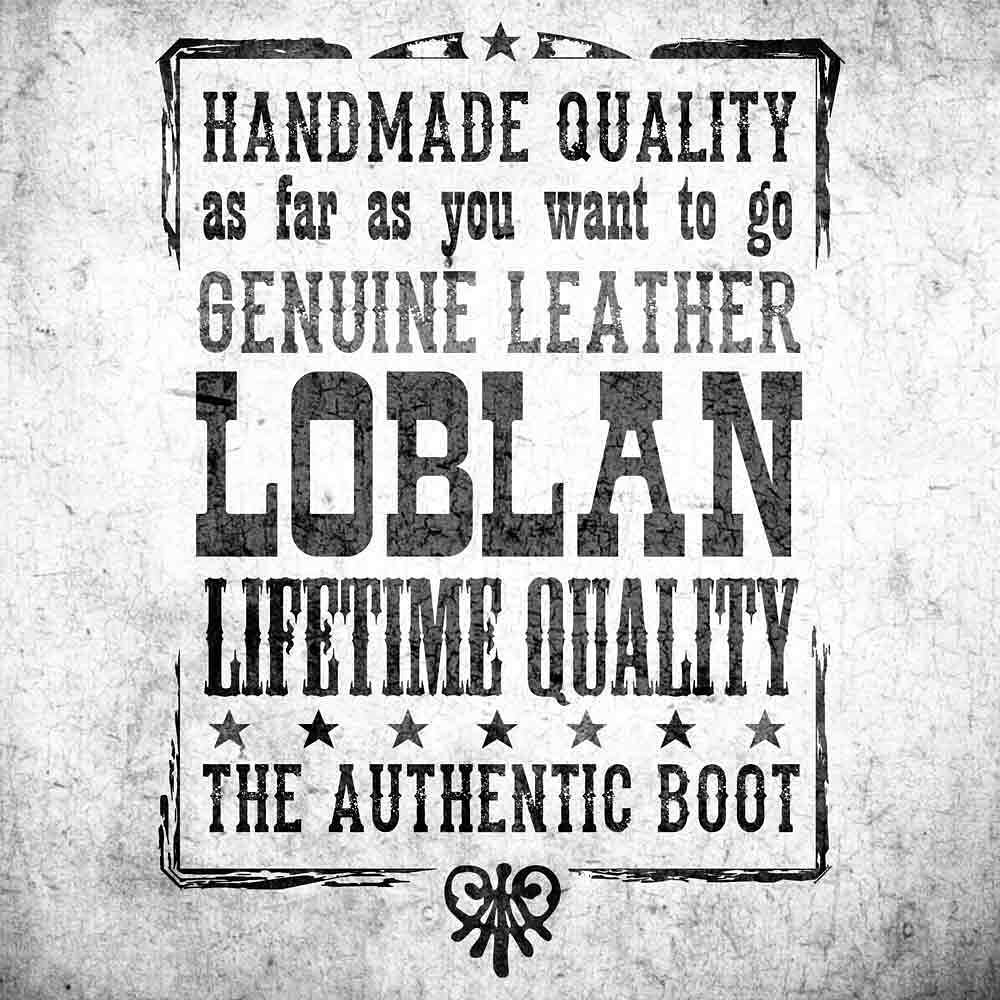 HANDMADE QUALITY
as far as you want to go
GENUINE LEATHER
LOBLAN
LIFETIME QUALITY
THE AUTHENTIC BOOT